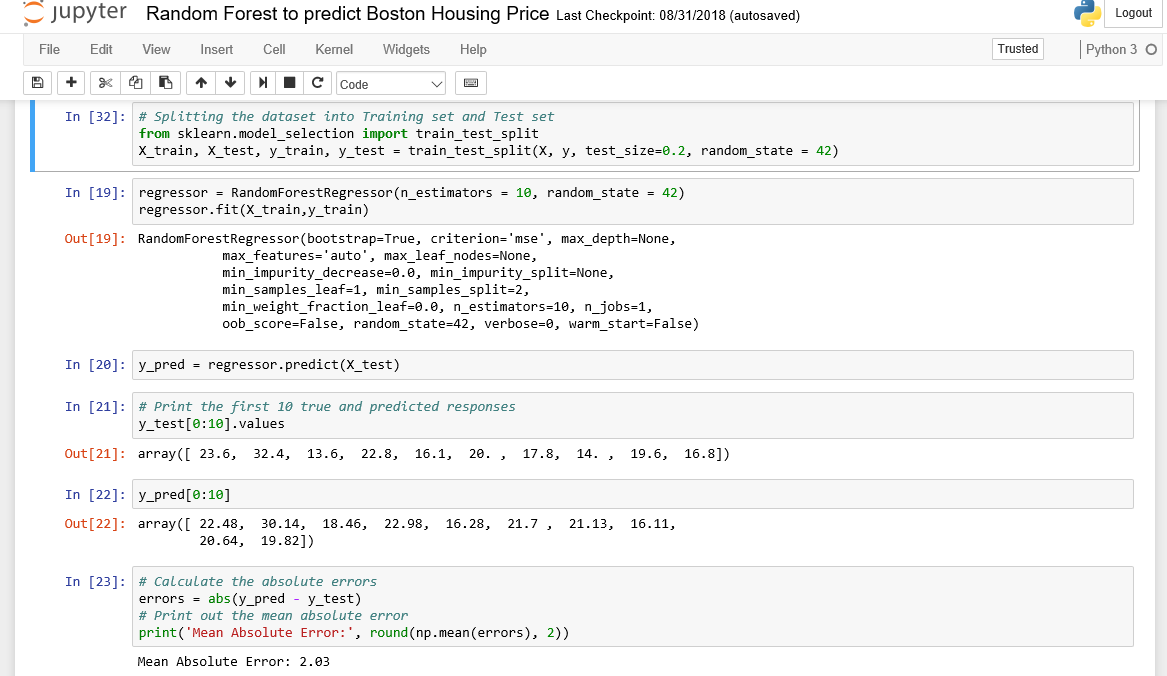 jupyter Random Forest to predict Boston Housing Price Last Checkpoint: 08/31/2018 (autosaved) Logout
File Edit View Insert Cell Kernel Widgets Help Trusted Python 3
Code
In [32]: # Splitting the dataset into Training set and Test set
from sklearn.model_selection import train_test_split
X_train, X_test, y_train, y_test = train_test_split(X, y, test_size=0.2, random_state = 42)
In [19]: regressor = RandomForestRegressor(n_estimators = 10, random_state = 42)
regressor.fit(X_train,y_train)
Out[19]: RandomForestRegressor(bootstrap=True, criterion='mse', max_depth=None,
max_features='auto', max_leaf_nodes=None,
min_impurity_decrease=0.0, min_impurity_split=None,
min_samples_leaf=1, min_samples_split=2,
min_weight_fraction_leaf=0.0, n_estimators=10, n_jobs=1,
oob_score=False, random_state=42, verbose=0, warm_start=False)
In [20]: y_pred = regressor.predict(X_test)
In [21]: # Print the first 10 true and predicted responses
y_test[0:10].values
Out[21]: array([ 23.6, 32.4, 13.6, 22.8, 16.1, 20. , 17.8, 14. , 19.6, 16.8])
In [22]: y_pred[0:10]
Out[22]: array([ 22.48, 30.14, 18.46, 22.98, 16.28, 21.7 , 21.13, 16.11,
20.64, 19.82])
In [23]: # Calculate the absolute errors
errors = abs(y_pred - y_test)
# Print out the mean absolute error
print('Mean Absolute Error:', round(np.mean(errors), 2))
Mean Absolute Error: 2.03